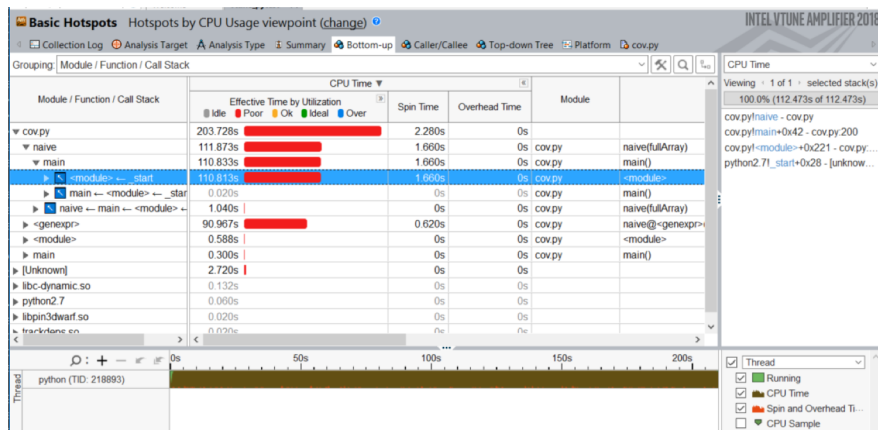 Basic Hotspots Hotspots by CPU Usage viewpoint (change) ? INTEL VTUNE AMPLIFIER 2018
Collection Log Analysis Target Analysis Type Summary Bottom-up Caller/Callee Top-down Tree Platform cov.py
Grouping: Module / Function / Call Stack
CPU Time
Viewing 1 of 1 selected stack(s)
100.0% (112.473s of 112.473s)
cov.py!naive - cov.py
cov.py!main+0x42 - cov.py:200
cov.py!<module>+0x221 - cov.py:...
python2.7!_start+0x28 - [unknow...
Module / Function / Call Stack
CPU Time
Effective Time by Utilization
Idle Poor Ok Ideal Over
Spin Time
Overhead Time
Module
cov.py 203.728s 2.280s 0s
naive 111.873s 1.660s 0s cov.py naive(fullArray)
main 110.833s 1.660s 0s cov.py main()
<module> ← _start 110.813s 1.660s 0s cov.py <module>
main ← <module> ← _star 0.020s 0s 0s cov.py main()
naive ← main ← <module> ← 1.040s 0s 0s cov.py naive(fullArray)
<genexpr> 90.967s 0.620s 0s cov.py naive@<genexpr>
<module> 0.588s 0s 0s cov.py <module>
main 0.300s 0s 0s cov.py main()
[Unknown] 2.720s 0s 0s
libc-dynamic.so 0.132s 0s 0s
python2.7 0.060s 0s 0s
libpin3dwarf.so 0.020s 0s 0s
trackdeps.so 0.020s 0s 0s
0s 50s 100s 150s 200s
Thread
python (TID: 218893)
Thread
Running
CPU Time
Spin and Overhead Ti...
CPU Sample